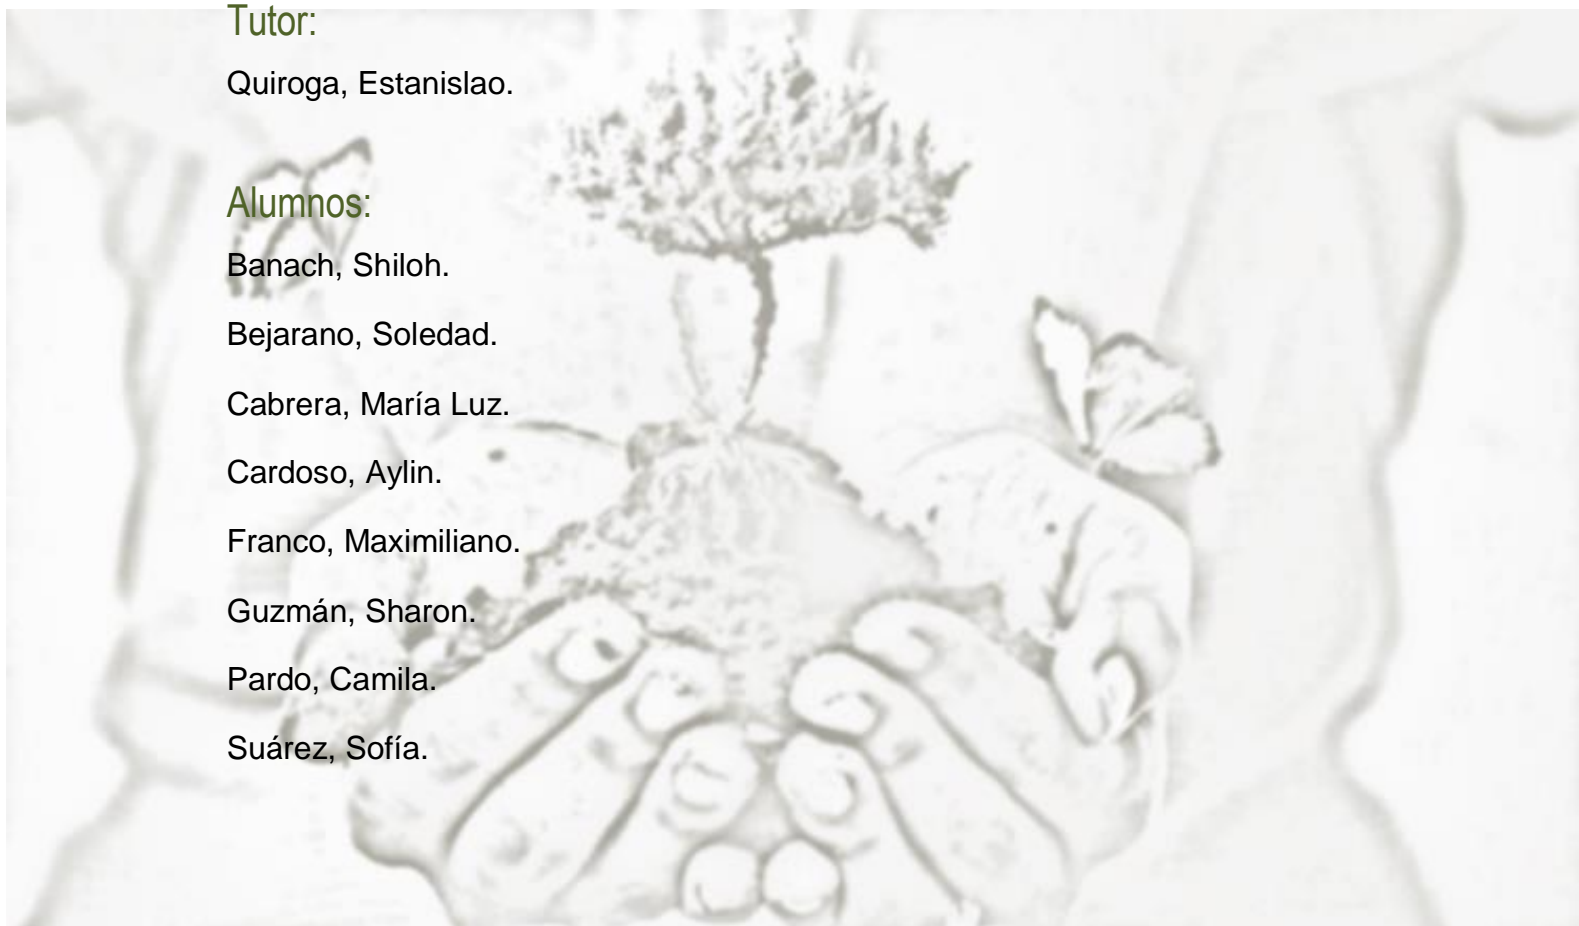 Tutor:
Quiroga, Estanislao.
Alumnos:
Banach, Shiloh.
Bejarano, Soledad.
Cabrera, María Luz.
Cardoso, Aylin.
Franco, Maximiliano.
Guzmán, Sharon.
Pardo, Camila.
Suárez, Sofía.